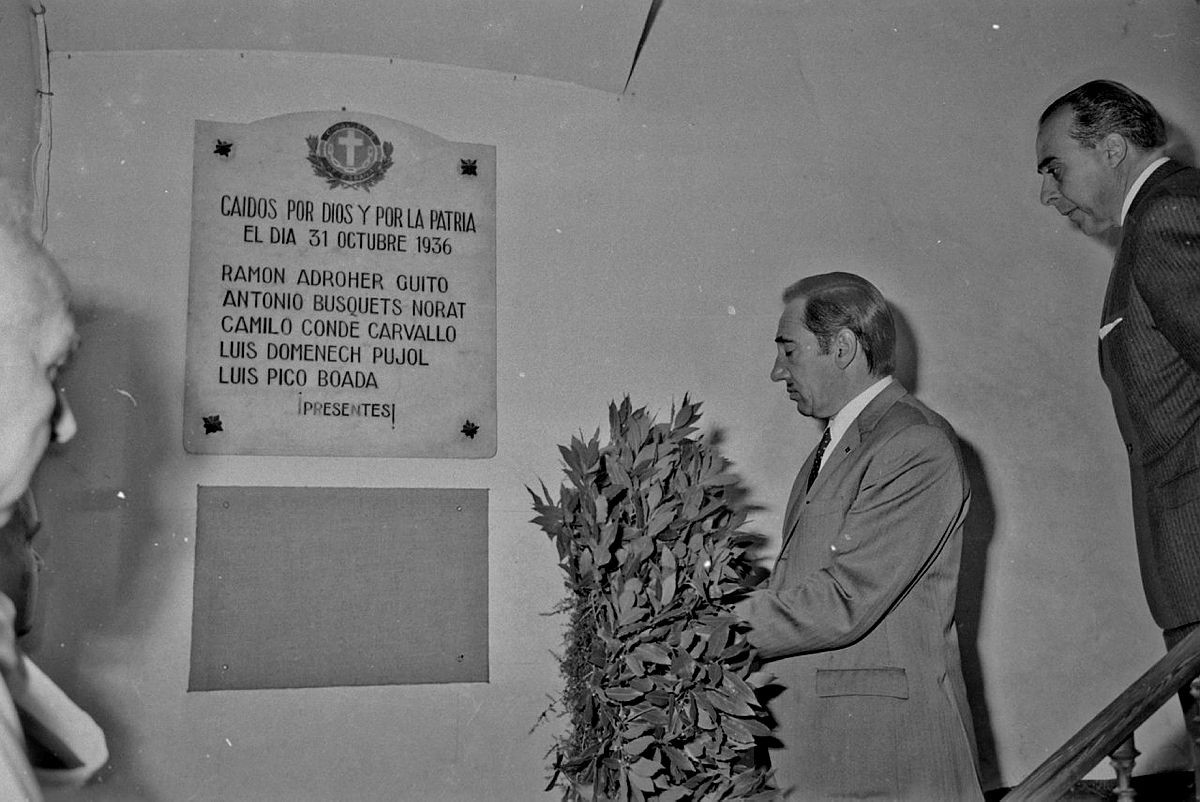 CAIDOS POR DIOS Y POR LA PATRIA
EL DIA 31 OCTUBRE 1936
RAMON ADROHER GUITO
ANTONIO BUSQUETS NORAT
CAMILO CONDE CARVALLO
LUIS DOMENECH PUJOL
LUIS PICO BOADA
¡PRESENTES!